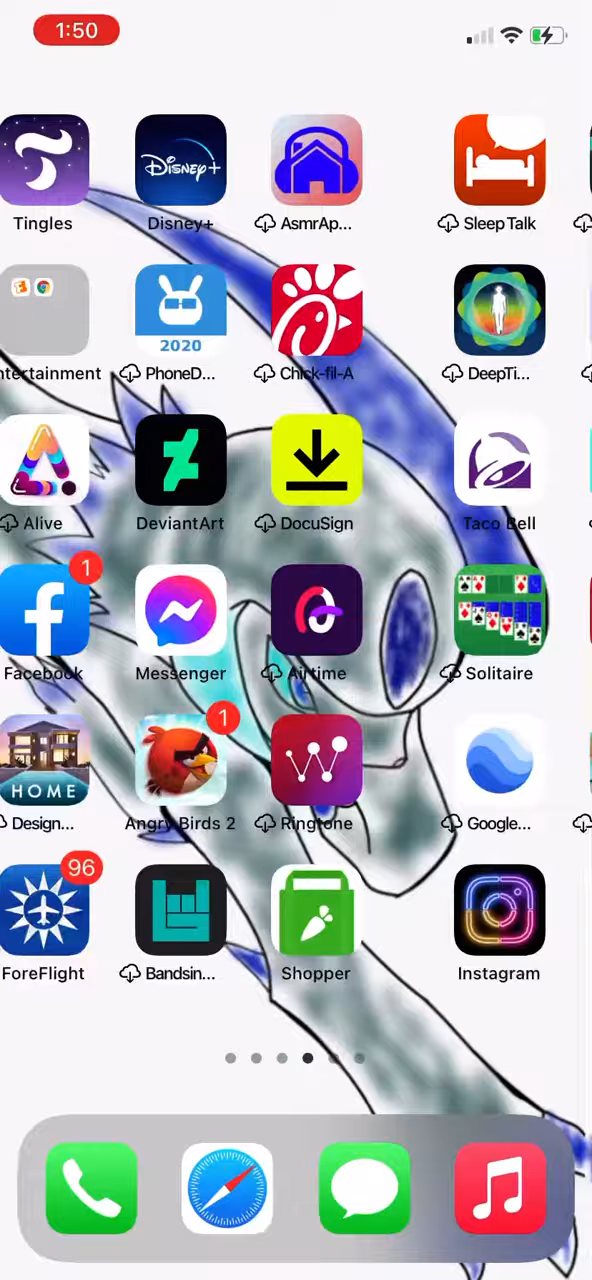 1:50
Tingles
Disney+
AsmrAp...
Sleep Talk
ntertainment
2020
PhoneD...
Chick-fil-A
DeepTi...
Alive
DeviantArt
DocuSign
Taco Bell
1
Facebook
Messenger
Airtime
Solitaire
HOME
Design...
1
Angry Birds 2
Ringtone
Google...
96
ForeFlight
Bandsin...
Shopper
Instagram